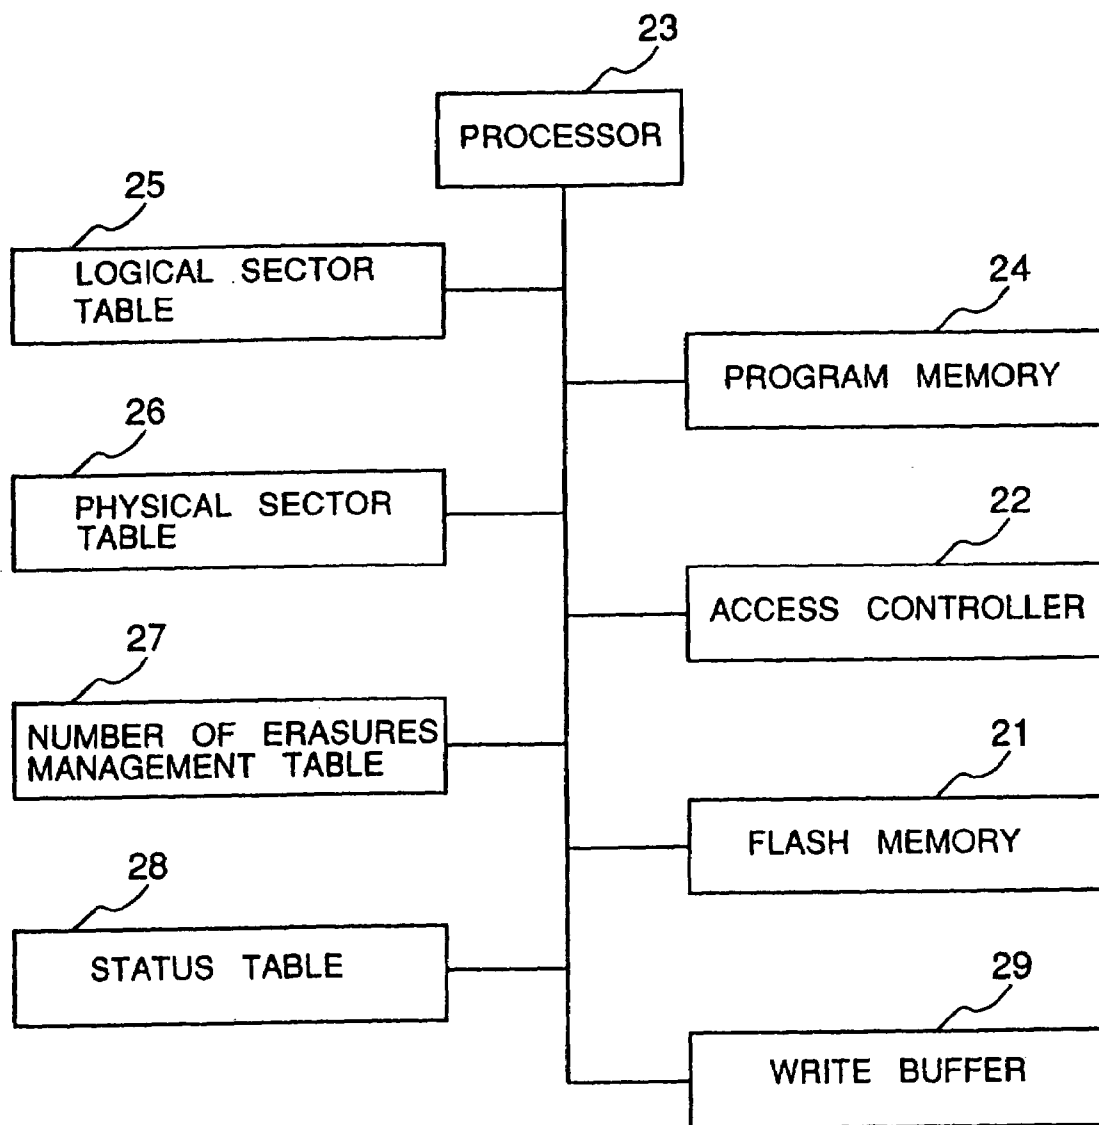 23
PROCESSOR
25
LOGICAL SECTOR
TABLE
24
PROGRAM MEMORY
26
PHYSICAL SECTOR
TABLE
22
ACCESS CONTROLLER
27
NUMBER OF ERASURES
MANAGEMENT TABLE
21
FLASH MEMORY
28
STATUS TABLE
29
WRITE BUFFER